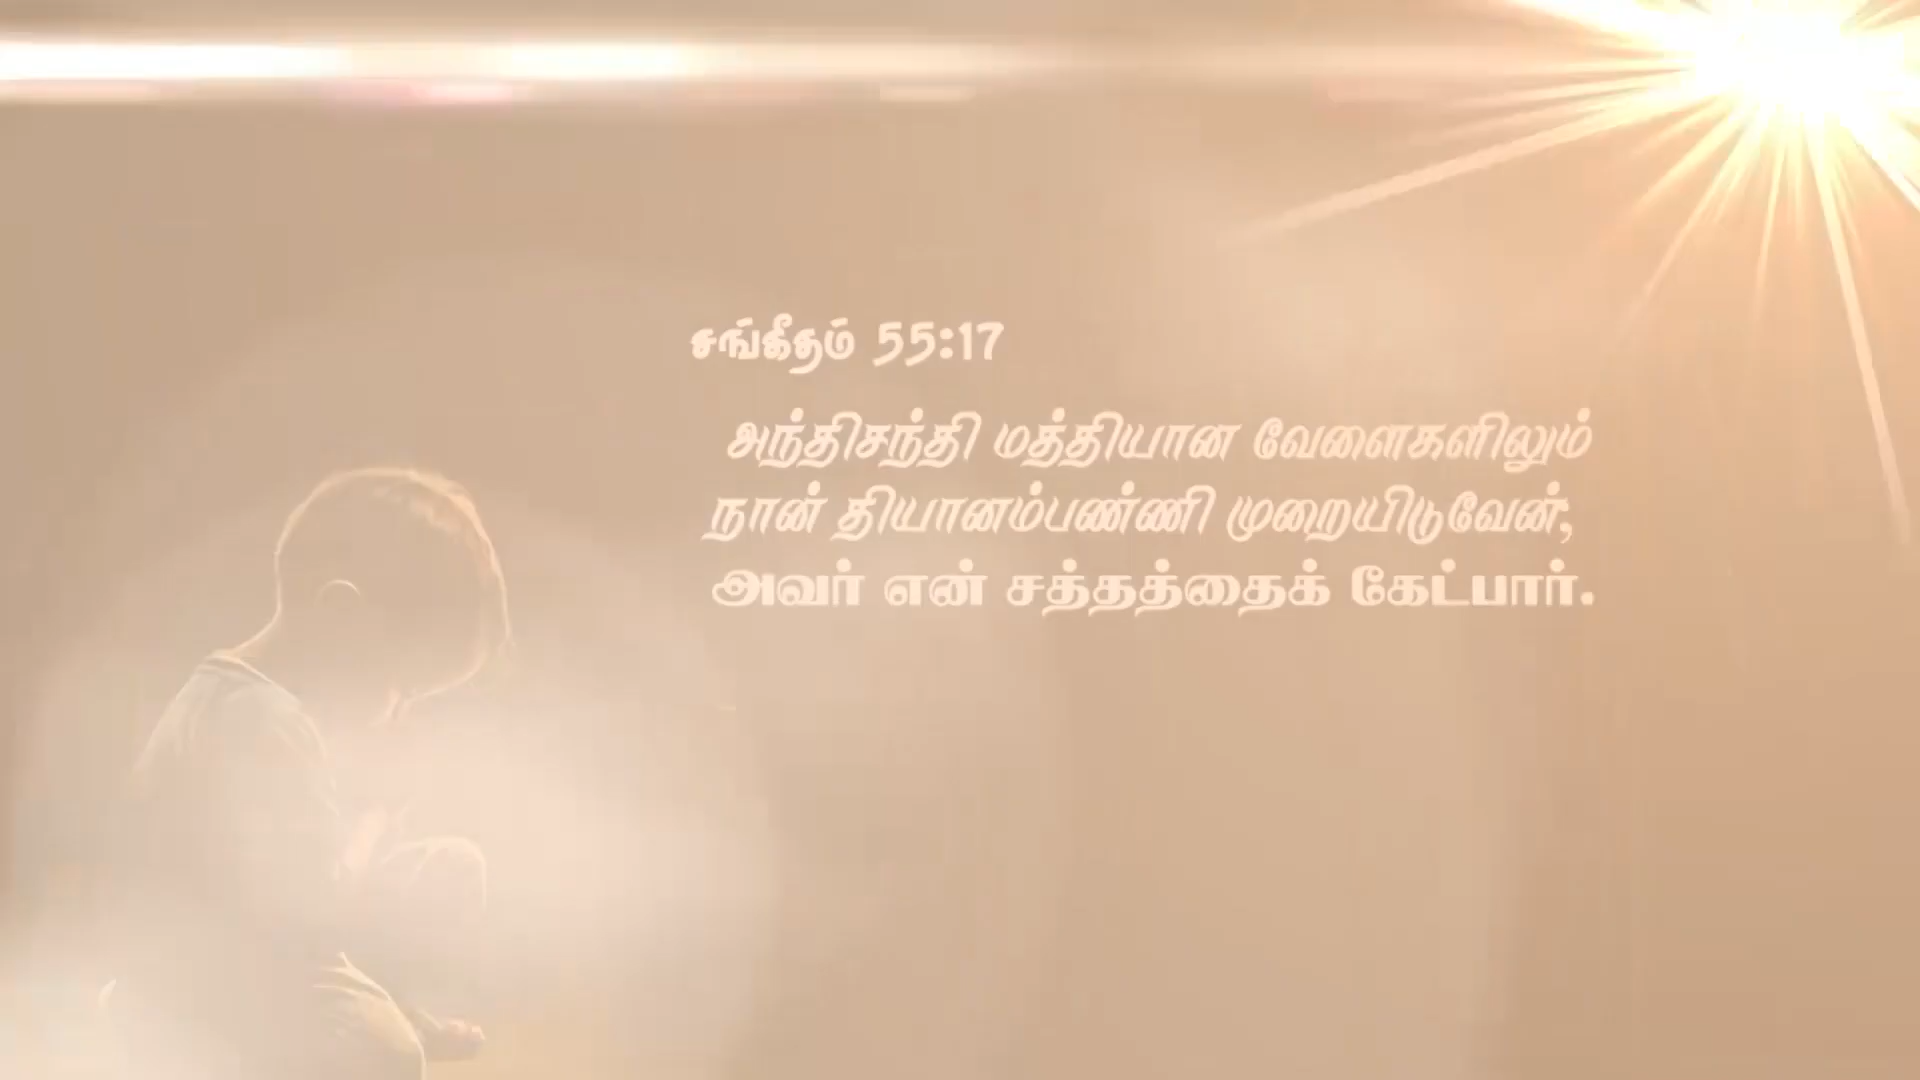 சங்கீதம் 55:17
அந்திசந்தி மத்தியான வேளைகளிலும்
நான் தியானம்பண்ணி முறையிடுவேன்,
அவர் என் சத்தத்தைக் கேட்பார்.